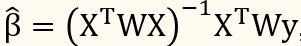 β̂ = (XᵀWX)⁻¹XᵀWy,